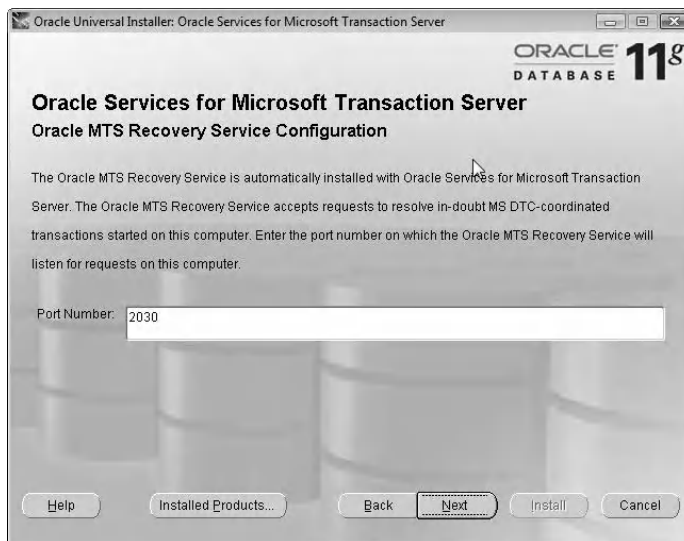 Oracle Universal Installer: Oracle Services for Microsoft Transaction Server
ORACLE
DATABASE 11g
Oracle Services for Microsoft Transaction Server
Oracle MTS Recovery Service Configuration
The Oracle MTS Recovery Service is automatically installed with Oracle Services for Microsoft Transaction
Server. The Oracle MTS Recovery Service accepts requests to resolve in-doubt MS DTC-coordinated
transactions started on this computer. Enter the port number on which the Oracle MTS Recovery Service will
listen for requests on this computer.
Port Number: 2030
Help Installed Products... Back Next Install Cancel